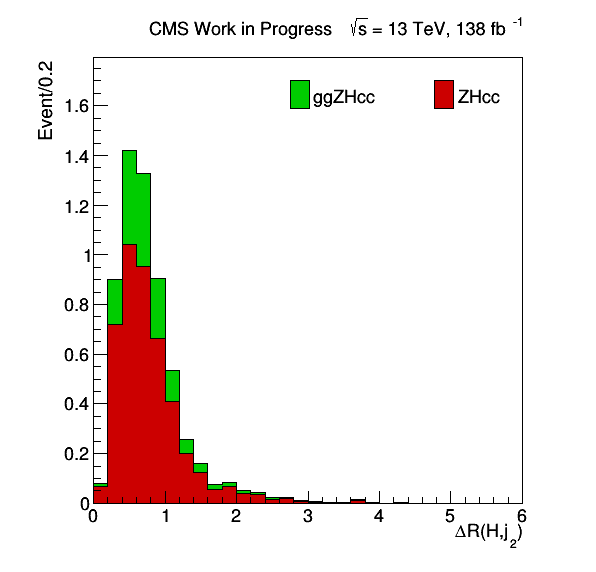 CMS Work in Progress √s = 13 TeV, 138 fb⁻¹
Event/0.2
ggZHcc ZHcc
1.6
1.4
1.2
1
0.8
0.6
0.4
0.2
0
0 1 2 3 4 5 6
ΔR(H,j₂)